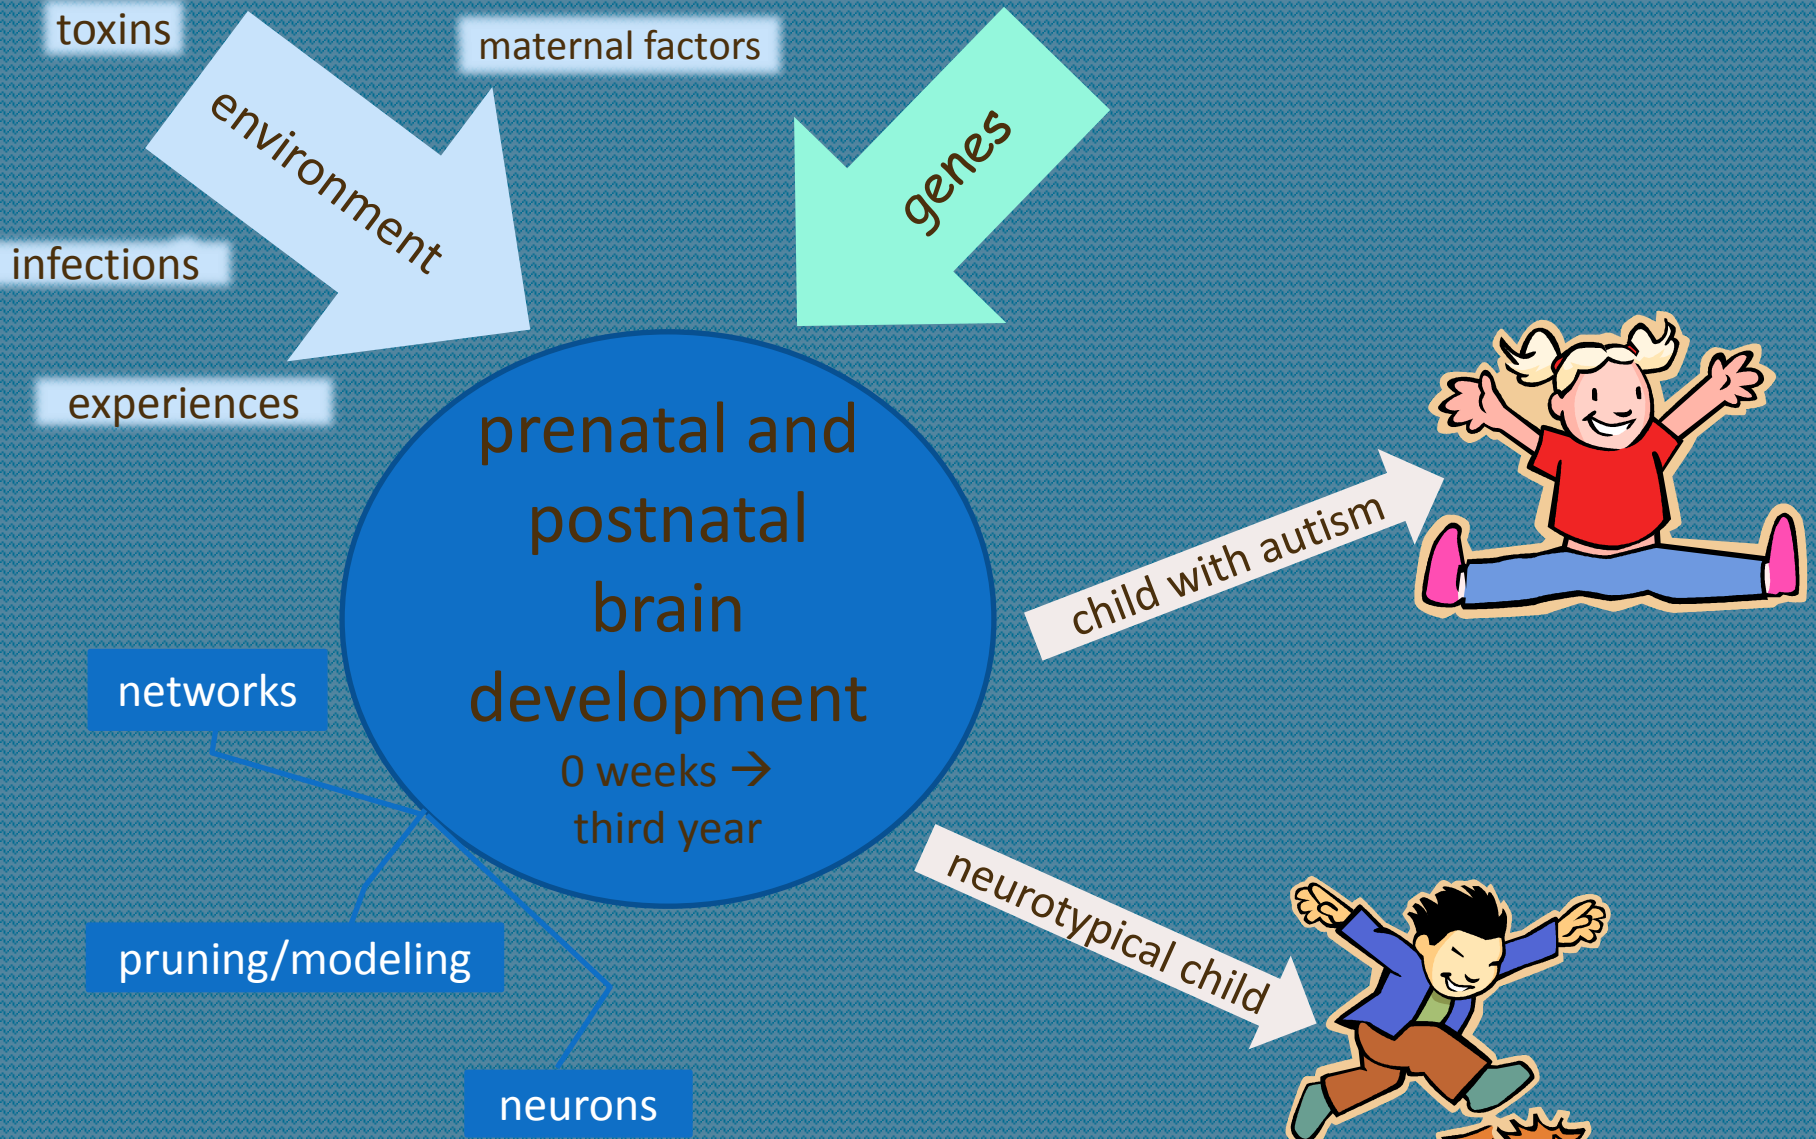 toxins
maternal factors
environment
genes
infections
experiences
prenatal and
postnatal
brain
development
0 weeks →
third year
child with autism
networks
neurotypical child
pruning/modeling
neurons